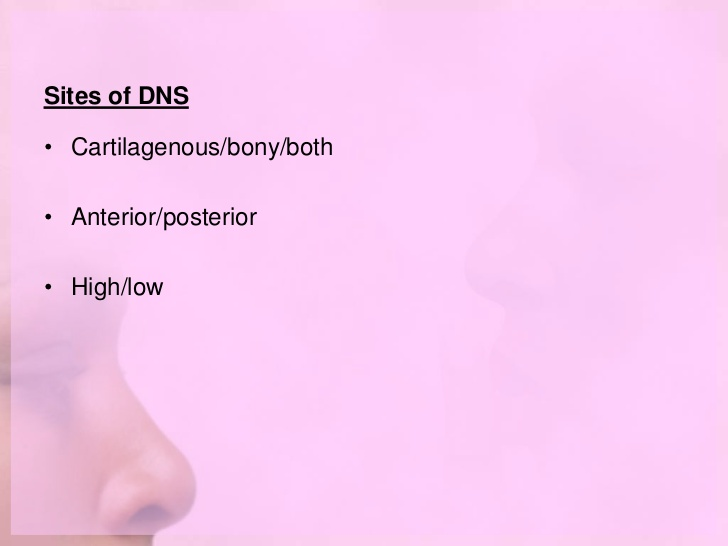 Sites of DNS
• Cartilagenous/bony/both
• Anterior/posterior
• High/low